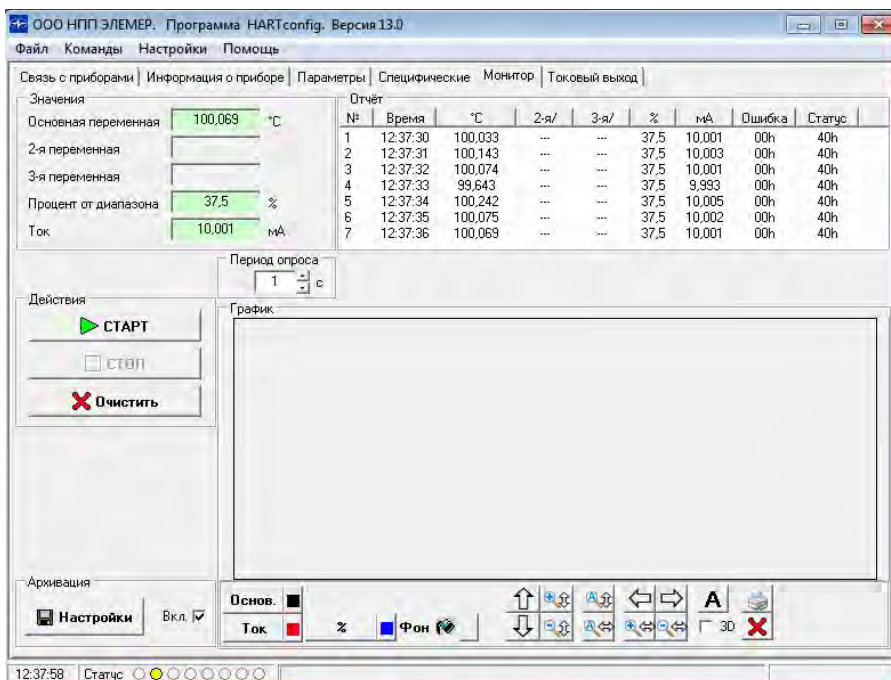 ООО НПП ЭЛЕМЕР. Программа HARTconfig. Версия 13.0
Файл Команды Настройки Помощь
Связь с приборами Информация о приборе Параметры Специфические Монитор Токовый выход
Значения
Основная переменная 100,069 °С
2-я переменная
3-я переменная
Процент от диапазона 37,5 %
Ток 10,001 мА
Отчёт
№ Время °С 2-я/ 3-я/ % мА Ошибка Статус
1 12:37:30 100,033 --- --- 37,5 10,001 00h 40h
2 12:37:31 100,143 --- --- 37,5 10,003 00h 40h
3 12:37:32 100,074 --- --- 37,5 10,001 00h 40h
4 12:37:33 99,643 --- --- 37,5 9,993 00h 40h
5 12:37:34 100,242 --- --- 37,5 10,005 00h 40h
6 12:37:35 100,075 --- --- 37,5 10,002 00h 40h
7 12:37:36 100,069 --- --- 37,5 10,001 00h 40h
Период опроса
1 с
Действия
СТАРТ
СТОП
Очистить
График
Архивация
Настройки Вкл.
Основ.
Ток % Фон
A
3D
12:37:58 Статус